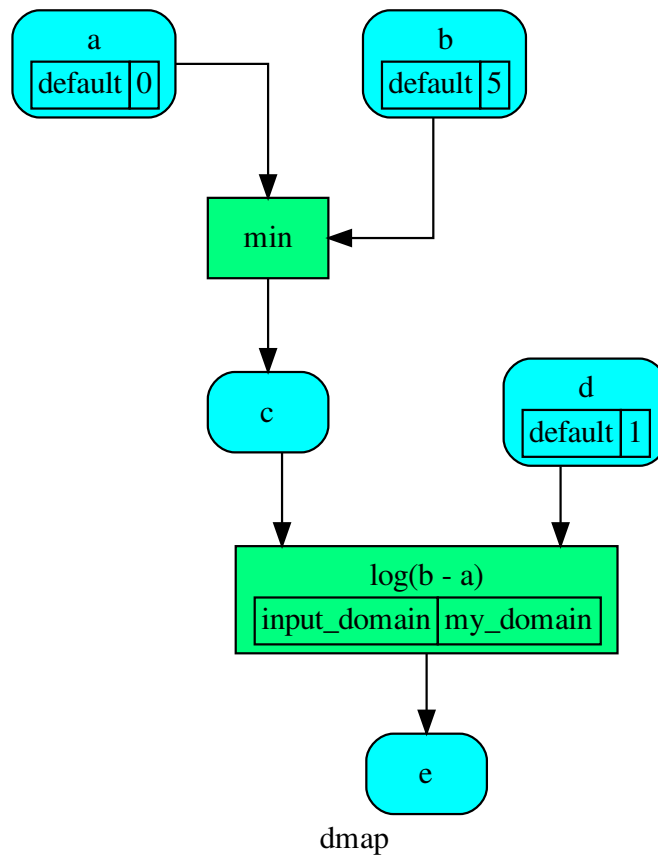 a
default 0
b
default 5
min
c
d
default 1
log(b - a)
input_domain my_domain
e
dmap